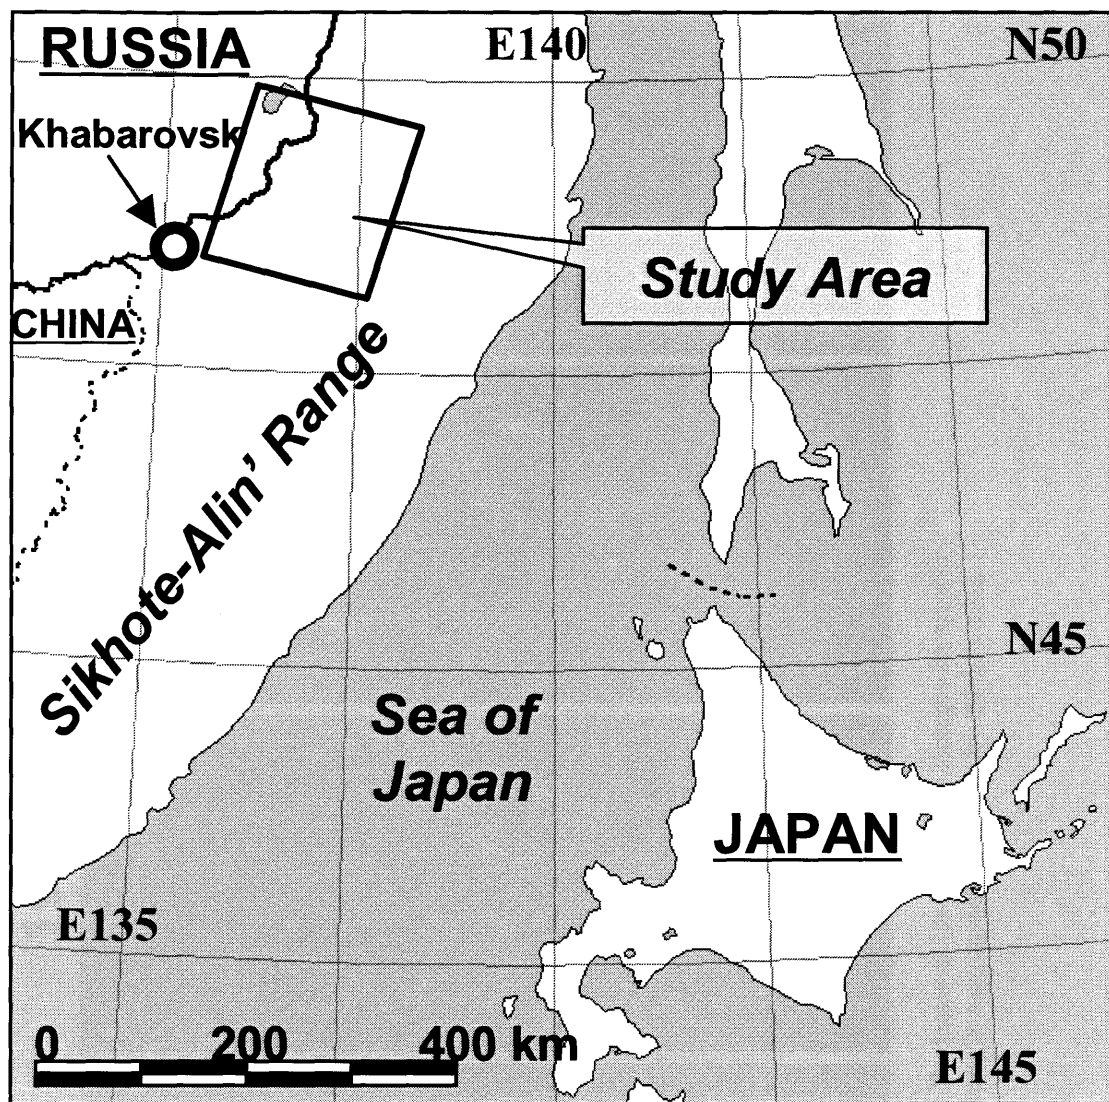 RUSSIA
E140
N50
Khabarovsk
Study Area
CHINA
Sikhote-Alin' Range
N45
Sea of
Japan
JAPAN
E135
0 200 400 km
E145